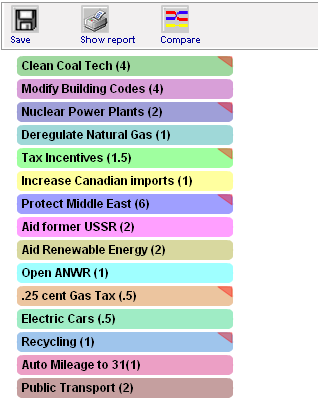 Save Show report Compare
Clean Coal Tech (4)
Modify Building Codes (4)
Nuclear Power Plants (2)
Deregulate Natural Gas (1)
Tax Incentives (1.5)
Increase Canadian imports (1)
Protect Middle East (6)
Aid former USSR (2)
Aid Renewable Energy (2)
Open ANWR (1)
.25 cent Gas Tax (.5)
Electric Cars (.5)
Recycling (1)
Auto Mileage to 31(1)
Public Transport (2)